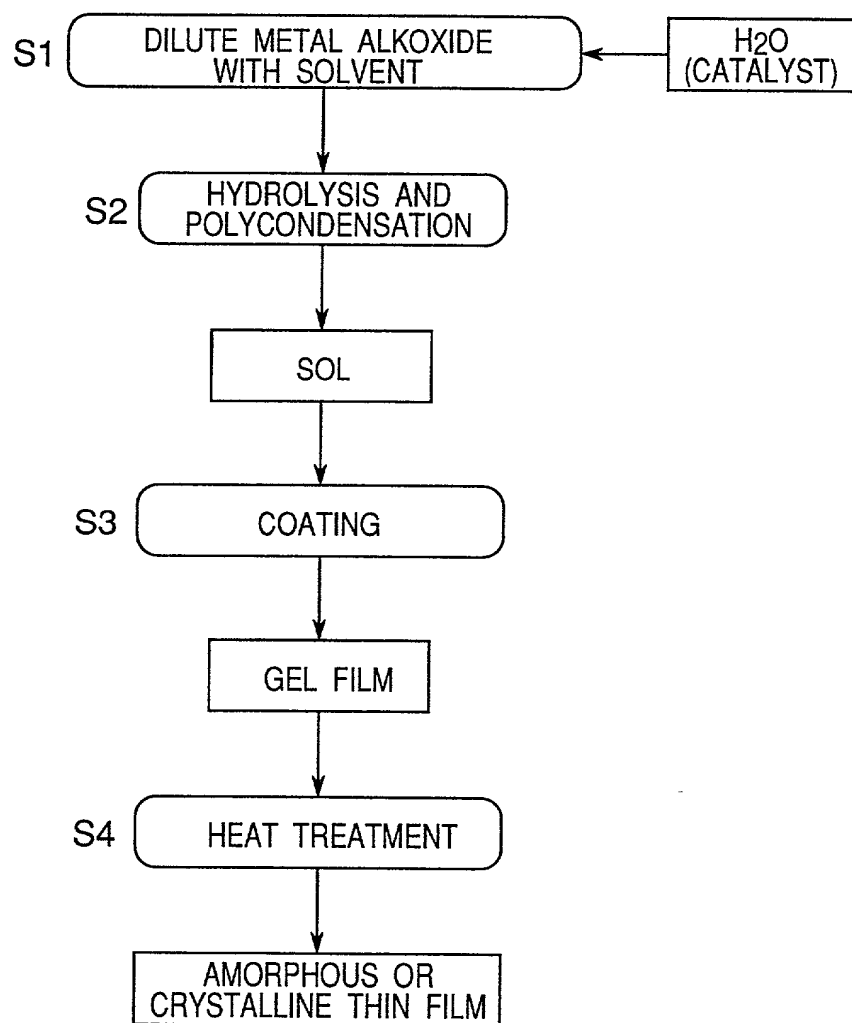 S1
DILUTE METAL ALKOXIDE
WITH SOLVENT
H2O
(CATALYST)
S2
HYDROLYSIS AND
POLYCONDENSATION
SOL
S3
COATING
GEL FILM
S4
HEAT TREATMENT
AMORPHOUS OR
CRYSTALLINE THIN FILM